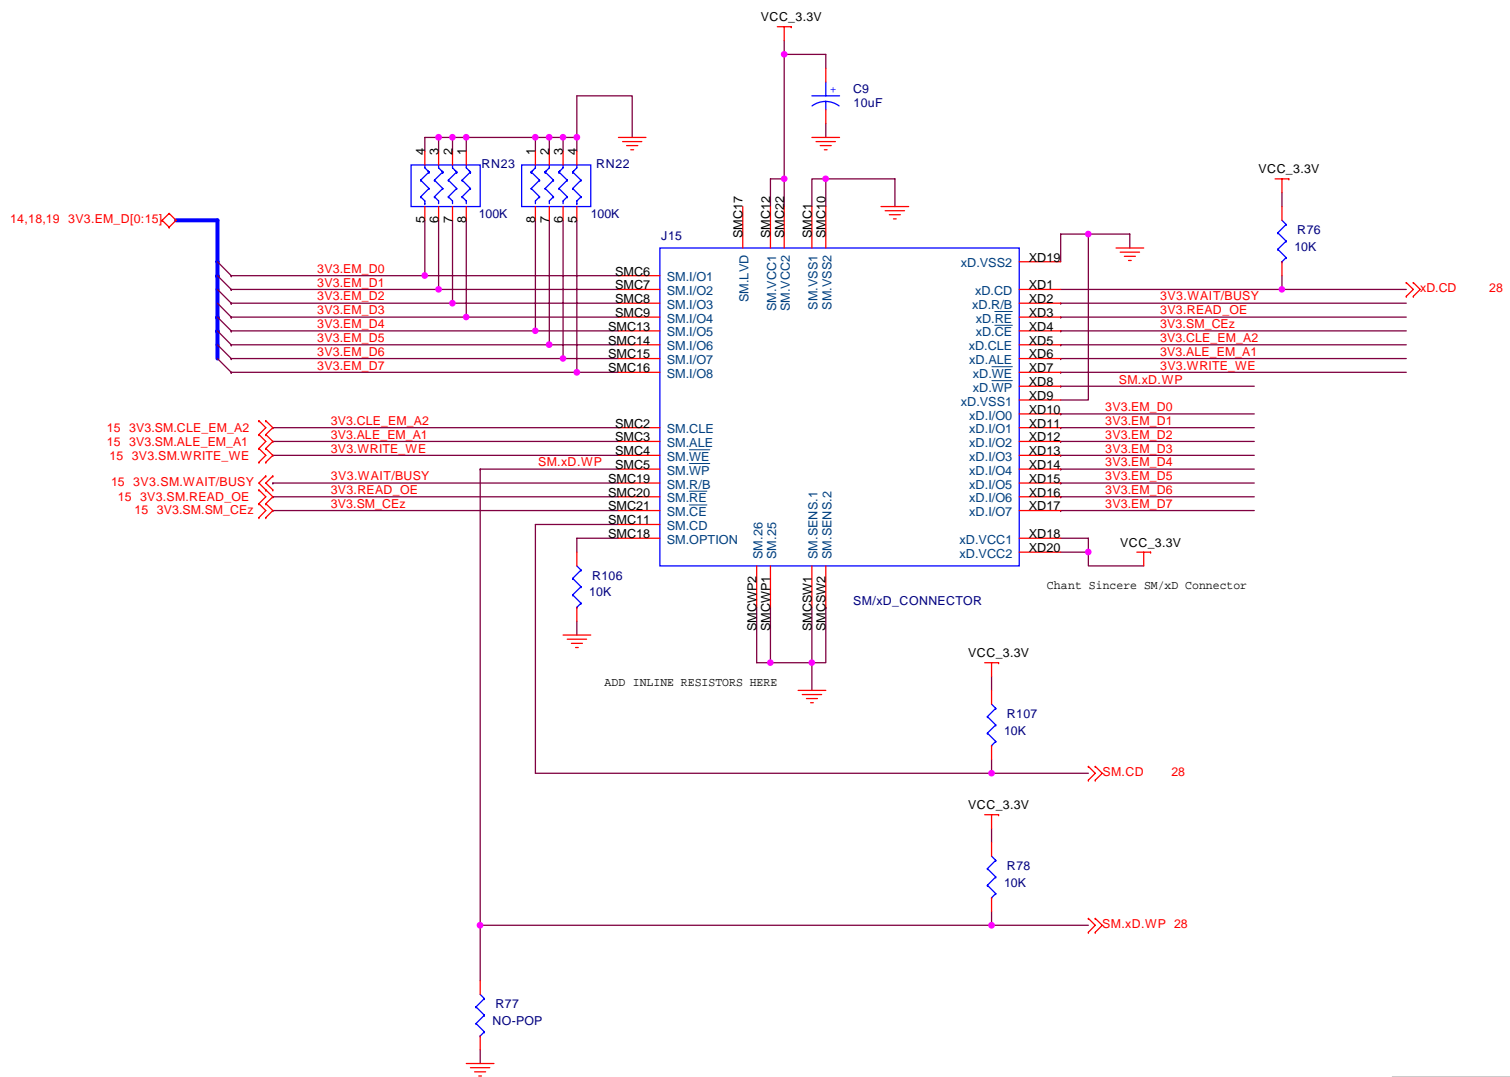 VCC_3.3V
C9
10uF
4 3 2 1
1 2 3 4
RN23
RN22
100K
100K
5 6 7 8
8 7 6 5
VCC_3.3V
R76
10K
14,18,19 3V3.EM_D[0:15]
SMC17
SMC12
SMC22
SMC1
SMC10
J15
SM.LVD
SM.VCC1
SM.VCC2
SM.VSS1
SM.VSS2
3V3.EM_D0 SMC6 SM.I/O1
3V3.EM_D1 SMC7 SM.I/O2
3V3.EM_D2 SMC8 SM.I/O3
3V3.EM_D3 SMC9 SM.I/O4
3V3.EM_D4 SMC13 SM.I/O5
3V3.EM_D5 SMC14 SM.I/O6
3V3.EM_D6 SMC15 SM.I/O7
3V3.EM_D7 SMC16 SM.I/O8
15 3V3.SM.CLE_EM_A2 3V3.CLE_EM_A2 SMC2 SM.CLE
15 3V3.SM.ALE_EM_A1 3V3.ALE_EM_A1 SMC3 SM.ALE
15 3V3.SM.WRITE_WE 3V3.WRITE_WE SMC4 SM.WE
SM.xD.WP SMC5 SM.WP
15 3V3.SM.WAIT/BUSY 3V3.WAIT/BUSY SMC19 SM.R/B
15 3V3.SM.READ_OE 3V3.READ_OE SMC20 SM.RE
15 3V3.SM.SM_CEz 3V3.SM_CEz SMC21 SM.CE
SMC11 SM.CD
SMC18 SM.OPTION
xD.VSS2 XD19
xD.CD XD1 xD.CD 28
xD.R/B XD2 3V3.WAIT/BUSY
xD.RE XD3 3V3.READ_OE
xD.CE XD4 3V3.SM_CEz
xD.CLE XD5 3V3.CLE_EM_A2
xD.ALE XD6 3V3.ALE_EM_A1
xD.WE XD7 3V3.WRITE_WE
xD.WP XD8 SM.xD.WP
xD.VSS1 XD9
xD.I/O0 XD10 3V3.EM_D0
xD.I/O1 XD11 3V3.EM_D1
xD.I/O2 XD12 3V3.EM_D2
xD.I/O3 XD13 3V3.EM_D3
xD.I/O4 XD14 3V3.EM_D4
xD.I/O5 XD15 3V3.EM_D5
xD.I/O6 XD16 3V3.EM_D6
xD.I/O7 XD17 3V3.EM_D7
xD.VCC1 XD18
xD.VCC2 XD20
VCC_3.3V
SM.26
SM.25
SM.SENS.1
SM.SENS.2
SMCWP2
SMCWP1
SMCSW1
SMCSW2
R106
10K
SM/xD_CONNECTOR
Chant Sincere SM/xD Connector
ADD INLINE RESISTORS HERE
VCC_3.3V
R107
10K
SM.CD 28
VCC_3.3V
R78
10K
SM.xD.WP 28
R77
NO-POP